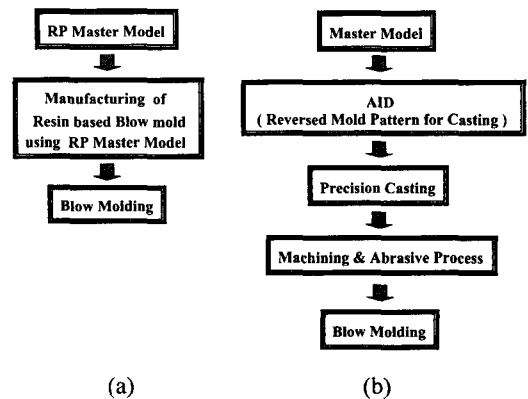 RP Master Model
Manufacturing of
Resin based Blow mold
using RP Master Model
Blow Molding
(a)
Master Model
AID
( Reversed Mold Pattern for Casting )
Precision Casting
Machining & Abrasive Process
Blow Molding
(b)